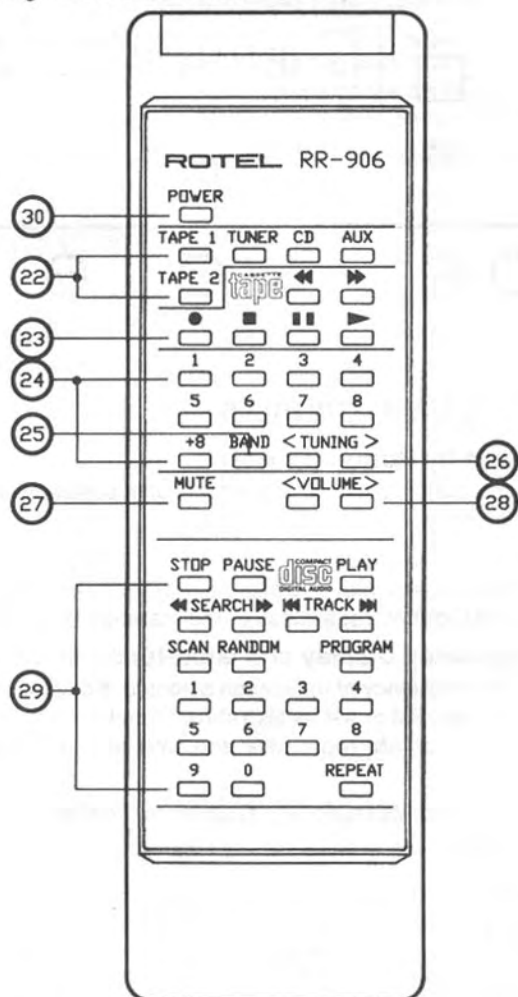 ROTEL RR-906
POWER
30
TAPE 1 TUNER CD AUX
22
TAPE 2 CASSETTE tape
23
24
1 2 3 4
5 6 7 8
25
+8 BAND < TUNING >
26
27
MUTE <VOLUME>
28
STOP PAUSE COMPACT disc DIGITAL AUDIO PLAY
SEARCH TRACK
SCAN RANDOM PROGRAM
29
1 2 3 4
5 6 7 8
9 0 REPEAT